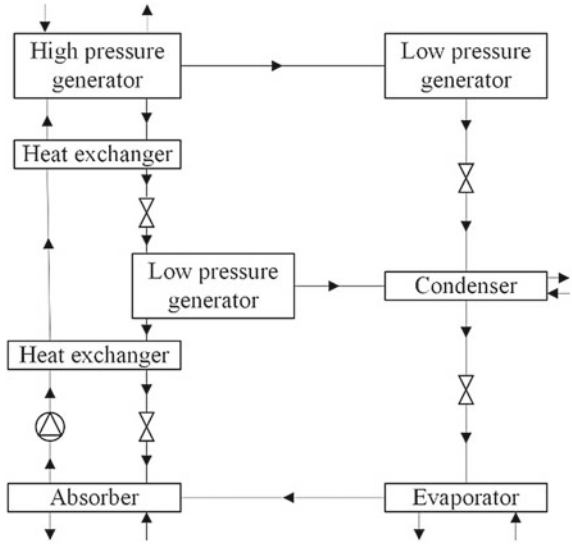 High pressure
generator
Low pressure
generator
Heat exchanger
Low pressure
generator
Condenser
Heat exchanger
Absorber
Evaporator